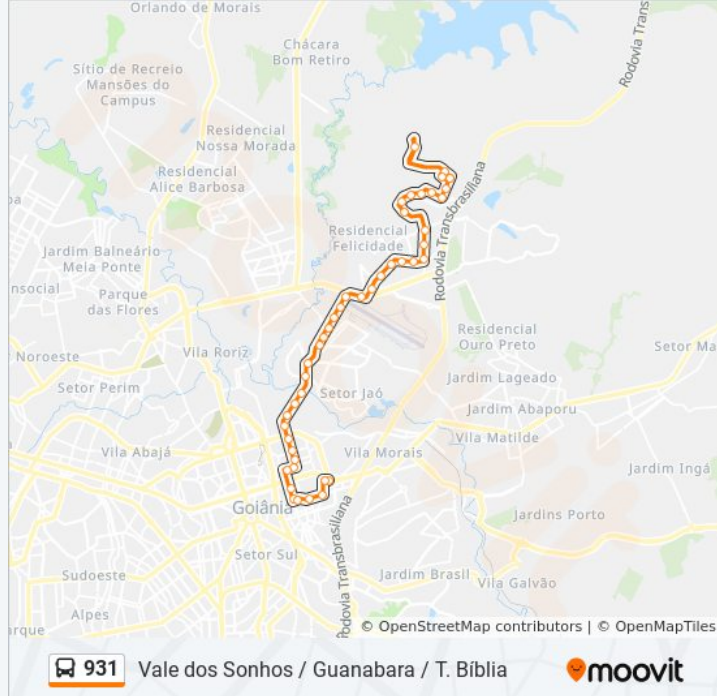 Orlando de Morais
Chácara
Bom Retiro
Sítio de Recreio
Mansões do
Campus
Residencial
Nossa Morada
Residencial
Alice Barbosa
Rodovia Trans
Rodovia Transbrasiliana
Residencial
Felicidade
Jardim Balneário
Meia Ponte
nsocial
Parque
das Flores
Residencial
Ouro Preto
Vila Roriz
Noroeste
Setor Ma
Setor Perim
Setor Jaó
Jardim Lageado
Jardim Abaporu
Vila Matilde
Vila Abajá
Vila Morais
Jardim Ingá
Goiânia
Jardins Porto
Rodovia Transbrasiliana
Setor Sul
Sudoeste
Jardim Brasil
Vila Galvão
Alpes
arque
© OpenStreetMap contributors | © OpenMapTiles
931 Vale dos Sonhos / Guanabara / T. Bíblia
moovit